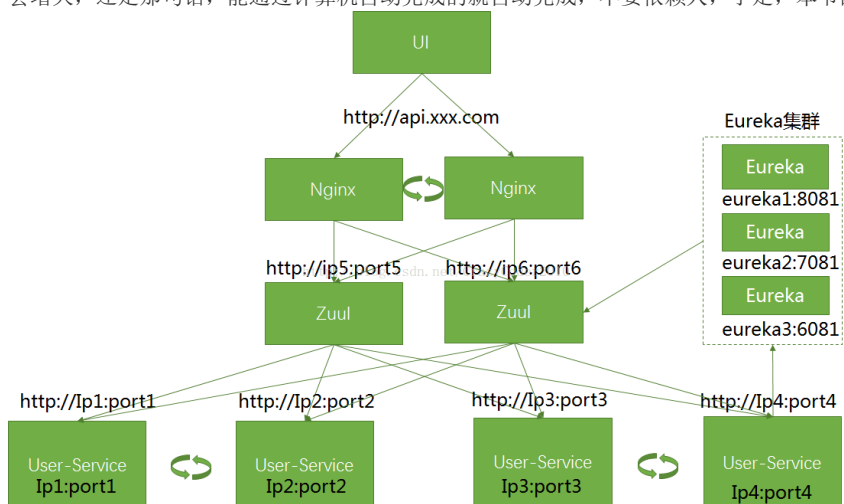 UI
http://api.xxx.com
Eureka集群
Eureka
eureka1:8081
Eureka
eureka2:7081
Eureka
eureka3:6081
Nginx
Nginx
http://ip5:port5
http://ip6:port6
Zuul
Zuul
http://Ip1:port1
http://Ip2:port2
http://Ip3:port3
http://Ip4:port4
User-Service
Ip1:port1
User-Service
Ip2:port2
User-Service
Ip3:port3
User-Service
Ip4:port4